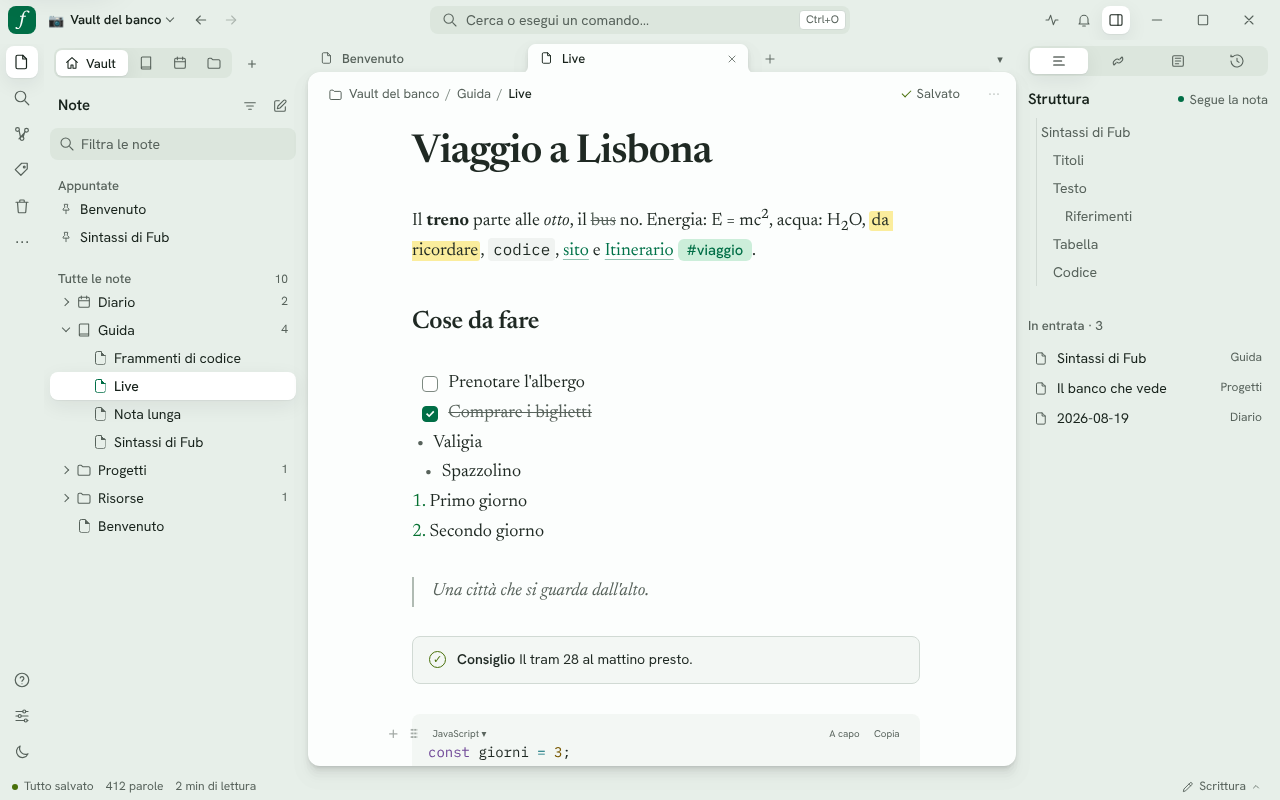 f
Vault del banco
Cerca o esegui un comando...
Ctrl+O
Vault
Note
Filtra le note
Appuntate
Benvenuto
Sintassi di Fub
Tutte le note 10
Diario 2
Guida 4
Frammenti di codice
Live
Nota lunga
Sintassi di Fub
Progetti 1
Risorse 1
Benvenuto
Benvenuto
Live
Vault del banco / Guida / Live
Salvato
Viaggio a Lisbona
Il treno parte alle otto, il bus no. Energia: E = mc², acqua: H₂O, da
ricordare, codice, sito e Itinerario #viaggio.
Cose da fare
Prenotare l'albergo
Comprare i biglietti
• Valigia
• Spazzolino
1. Primo giorno
2. Secondo giorno
Una città che si guarda dall'alto.
Consiglio Il tram 28 al mattino presto.
JavaScript
A capo
Copia
const giorni = 3;
Struttura
Segue la nota
Sintassi di Fub
Titoli
Testo
Riferimenti
Tabella
Codice
In entrata · 3
Sintassi di Fub Guida
Il banco che vede Progetti
2026-08-19 Diario
Tutto salvato 412 parole 2 min di lettura
Scrittura